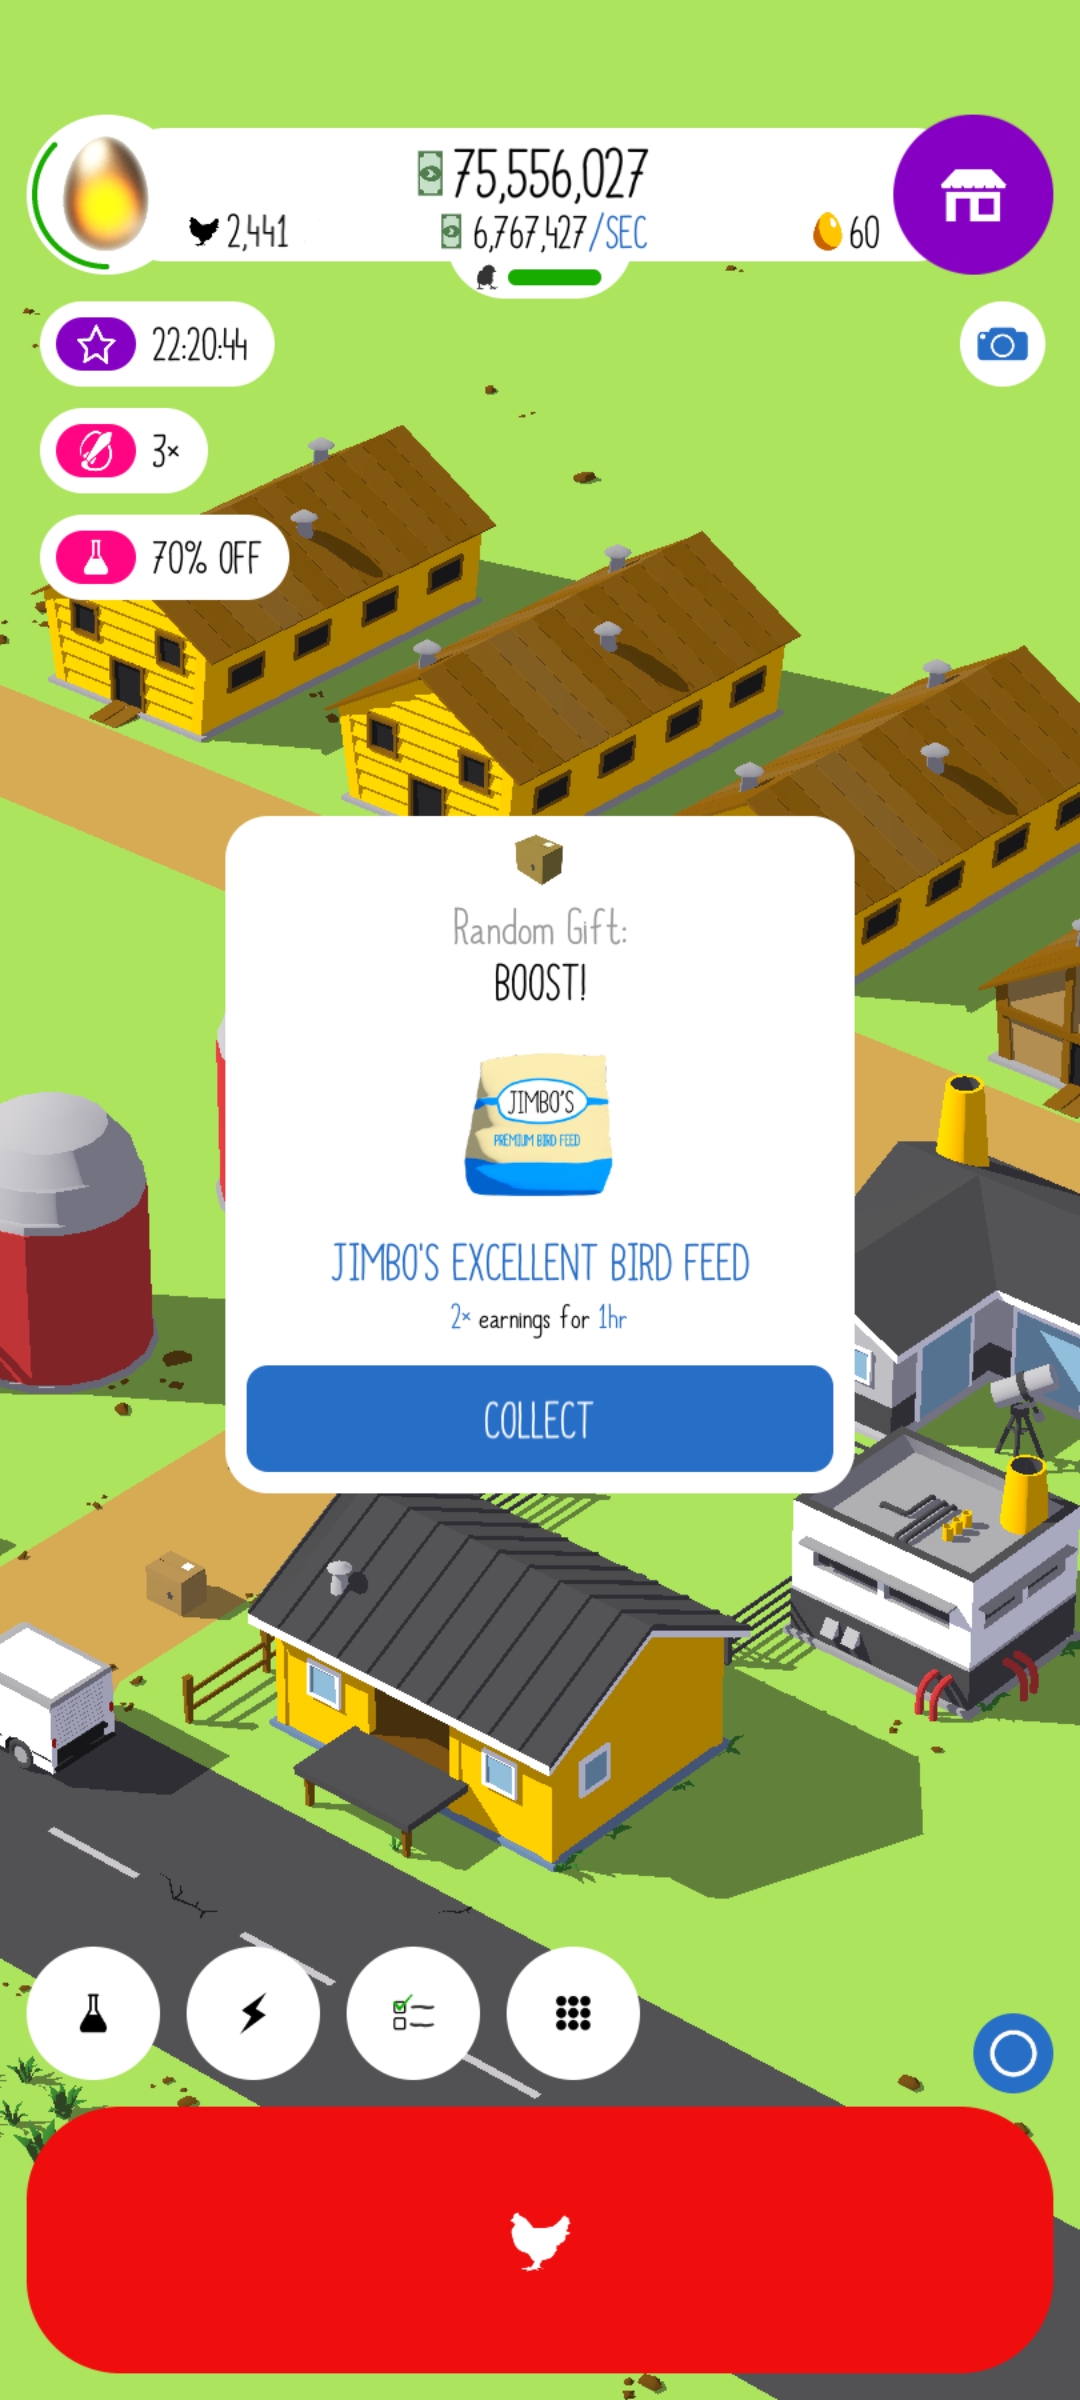 75,556,027
2,441
6,767,427/SEC
60
22:20:44
3×
70% OFF
Random Gift:
BOOST!
JIMBO'S
PREMIUM BIRD FEED
JIMBO'S EXCELLENT BIRD FEED
2× earnings for 1hr
COLLECT